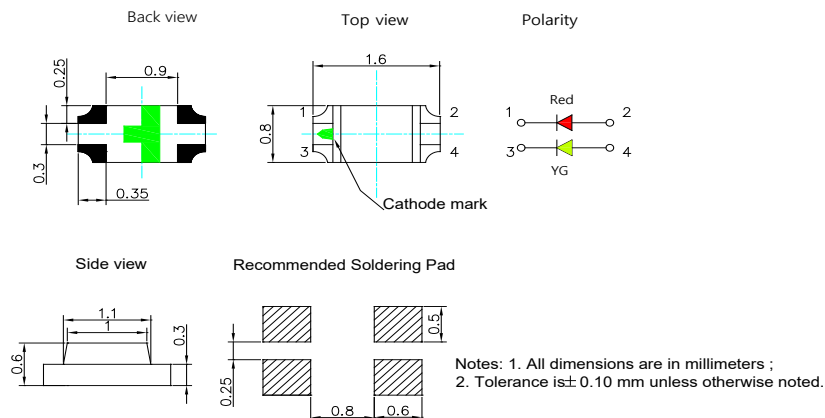 Back view
Top view
Polarity
0.25
0.9
0.3
0.35
1.6
0.8
1
2
3
4
Cathode mark
Red
1
2
3
4
YG
Side view
Recommended Soldering Pad
1.1
1
0.3
0.6
0.5
0.25
0.8
0.6
Notes: 1. All dimensions are in millimeters ;
2. Tolerance is± 0.10 mm unless otherwise noted.